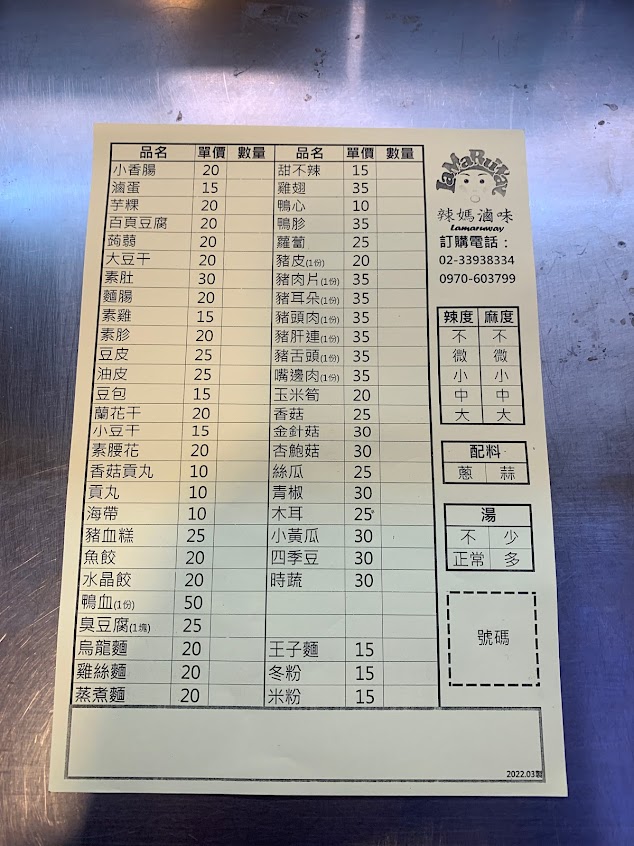 品名 單價 數量 品名 單價 數量
小香腸 20 甜不辣 15
滷蛋 15 雞翅 35
芋粿 20 鴨心 10
百頁豆腐 20 鴨胗 35
蒟蒻 20 蘿蔔 25
大豆干 20 豬皮(1份) 20
素肚 30 豬肉片(1份) 35
麵腸 20 豬耳朵(1份) 35
素雞 15 豬頭肉(1份) 35
素胗 20 豬肝連(1份) 35
豆皮 25 豬舌頭(1份) 35
油皮 25 嘴邊肉(1份) 35
豆包 15 玉米筍 20
蘭花干 20 香菇 25
小豆干 15 金針菇 30
素腰花 20 杏鮑菇 30
香菇貢丸 10 絲瓜 25
貢丸 10 青椒 30
海帶 10 木耳 25
豬血糕 25 小黃瓜 30
魚餃 20 四季豆 30
水晶餃 20 時蔬 30
鴨血(1份) 50
臭豆腐(1塊) 25
烏龍麵 20 王子麵 15
雞絲麵 20 冬粉 15
蒸煮麵 20 米粉 15
LaMaRuWay
辣媽滷味
Lamaruway
訂購電話：
02-33938334
0970-603799
辣度 麻度
不 不
微 微
小 小
中 中
大 大
配料
蔥 蒜
湯
不 少
正常 多
號碼
2022.03製